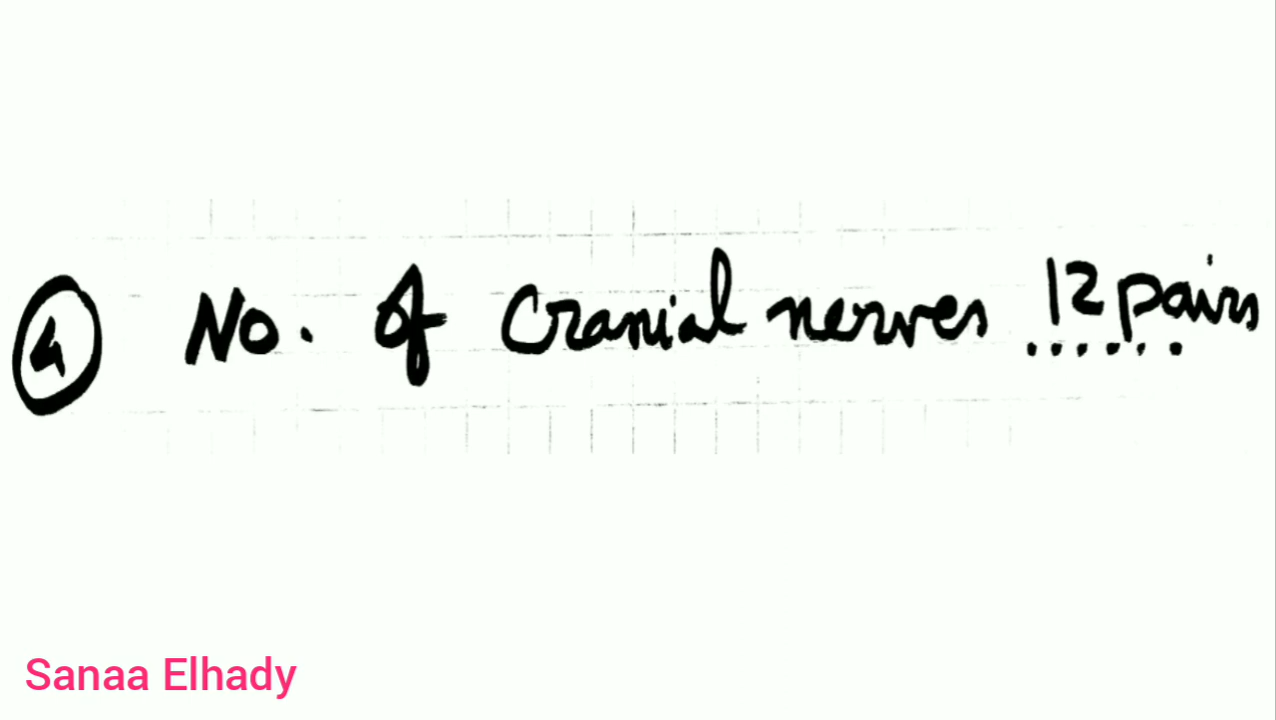 4 No. of cranial nerves 12 pairs
......
Sanaa Elhady